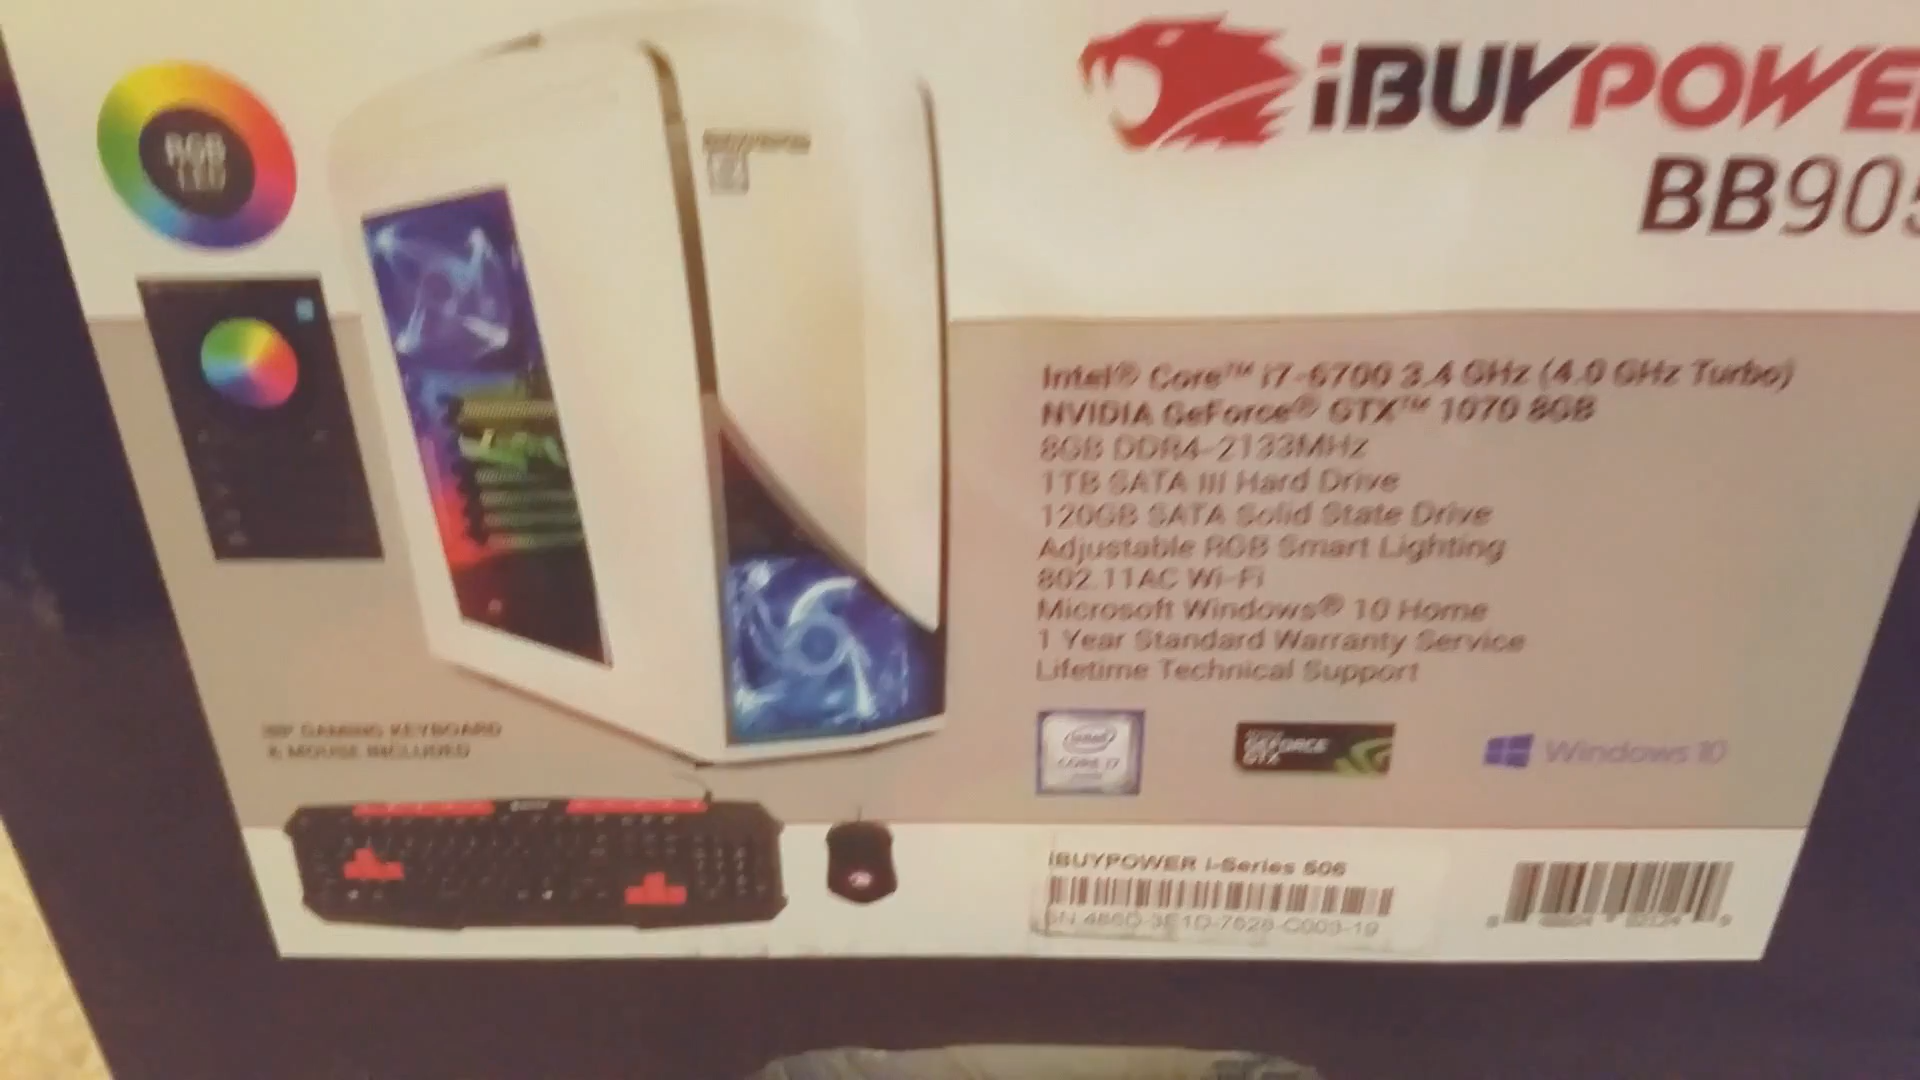 RGB
LED
iBUYPOWE
BB905
Intel® Core™ i7-6700 3.4 GHz (4.0 GHz Turbo)
NVIDIA GeForce® GTX™ 1070 8GB
8GB DDR4-2133MHz
1TB SATA III Hard Drive
120GB SATA Solid State Drive
Adjustable RGB Smart Lighting
802.11AC Wi-Fi
Microsoft Windows® 10 Home
1 Year Standard Warranty Service
Lifetime Technical Support
GAMING KEYBOARD
& MOUSE INCLUDED
intel
CORE i7
GEFORCE
GTX
Windows 10
iBUYPOWER i-Series 506